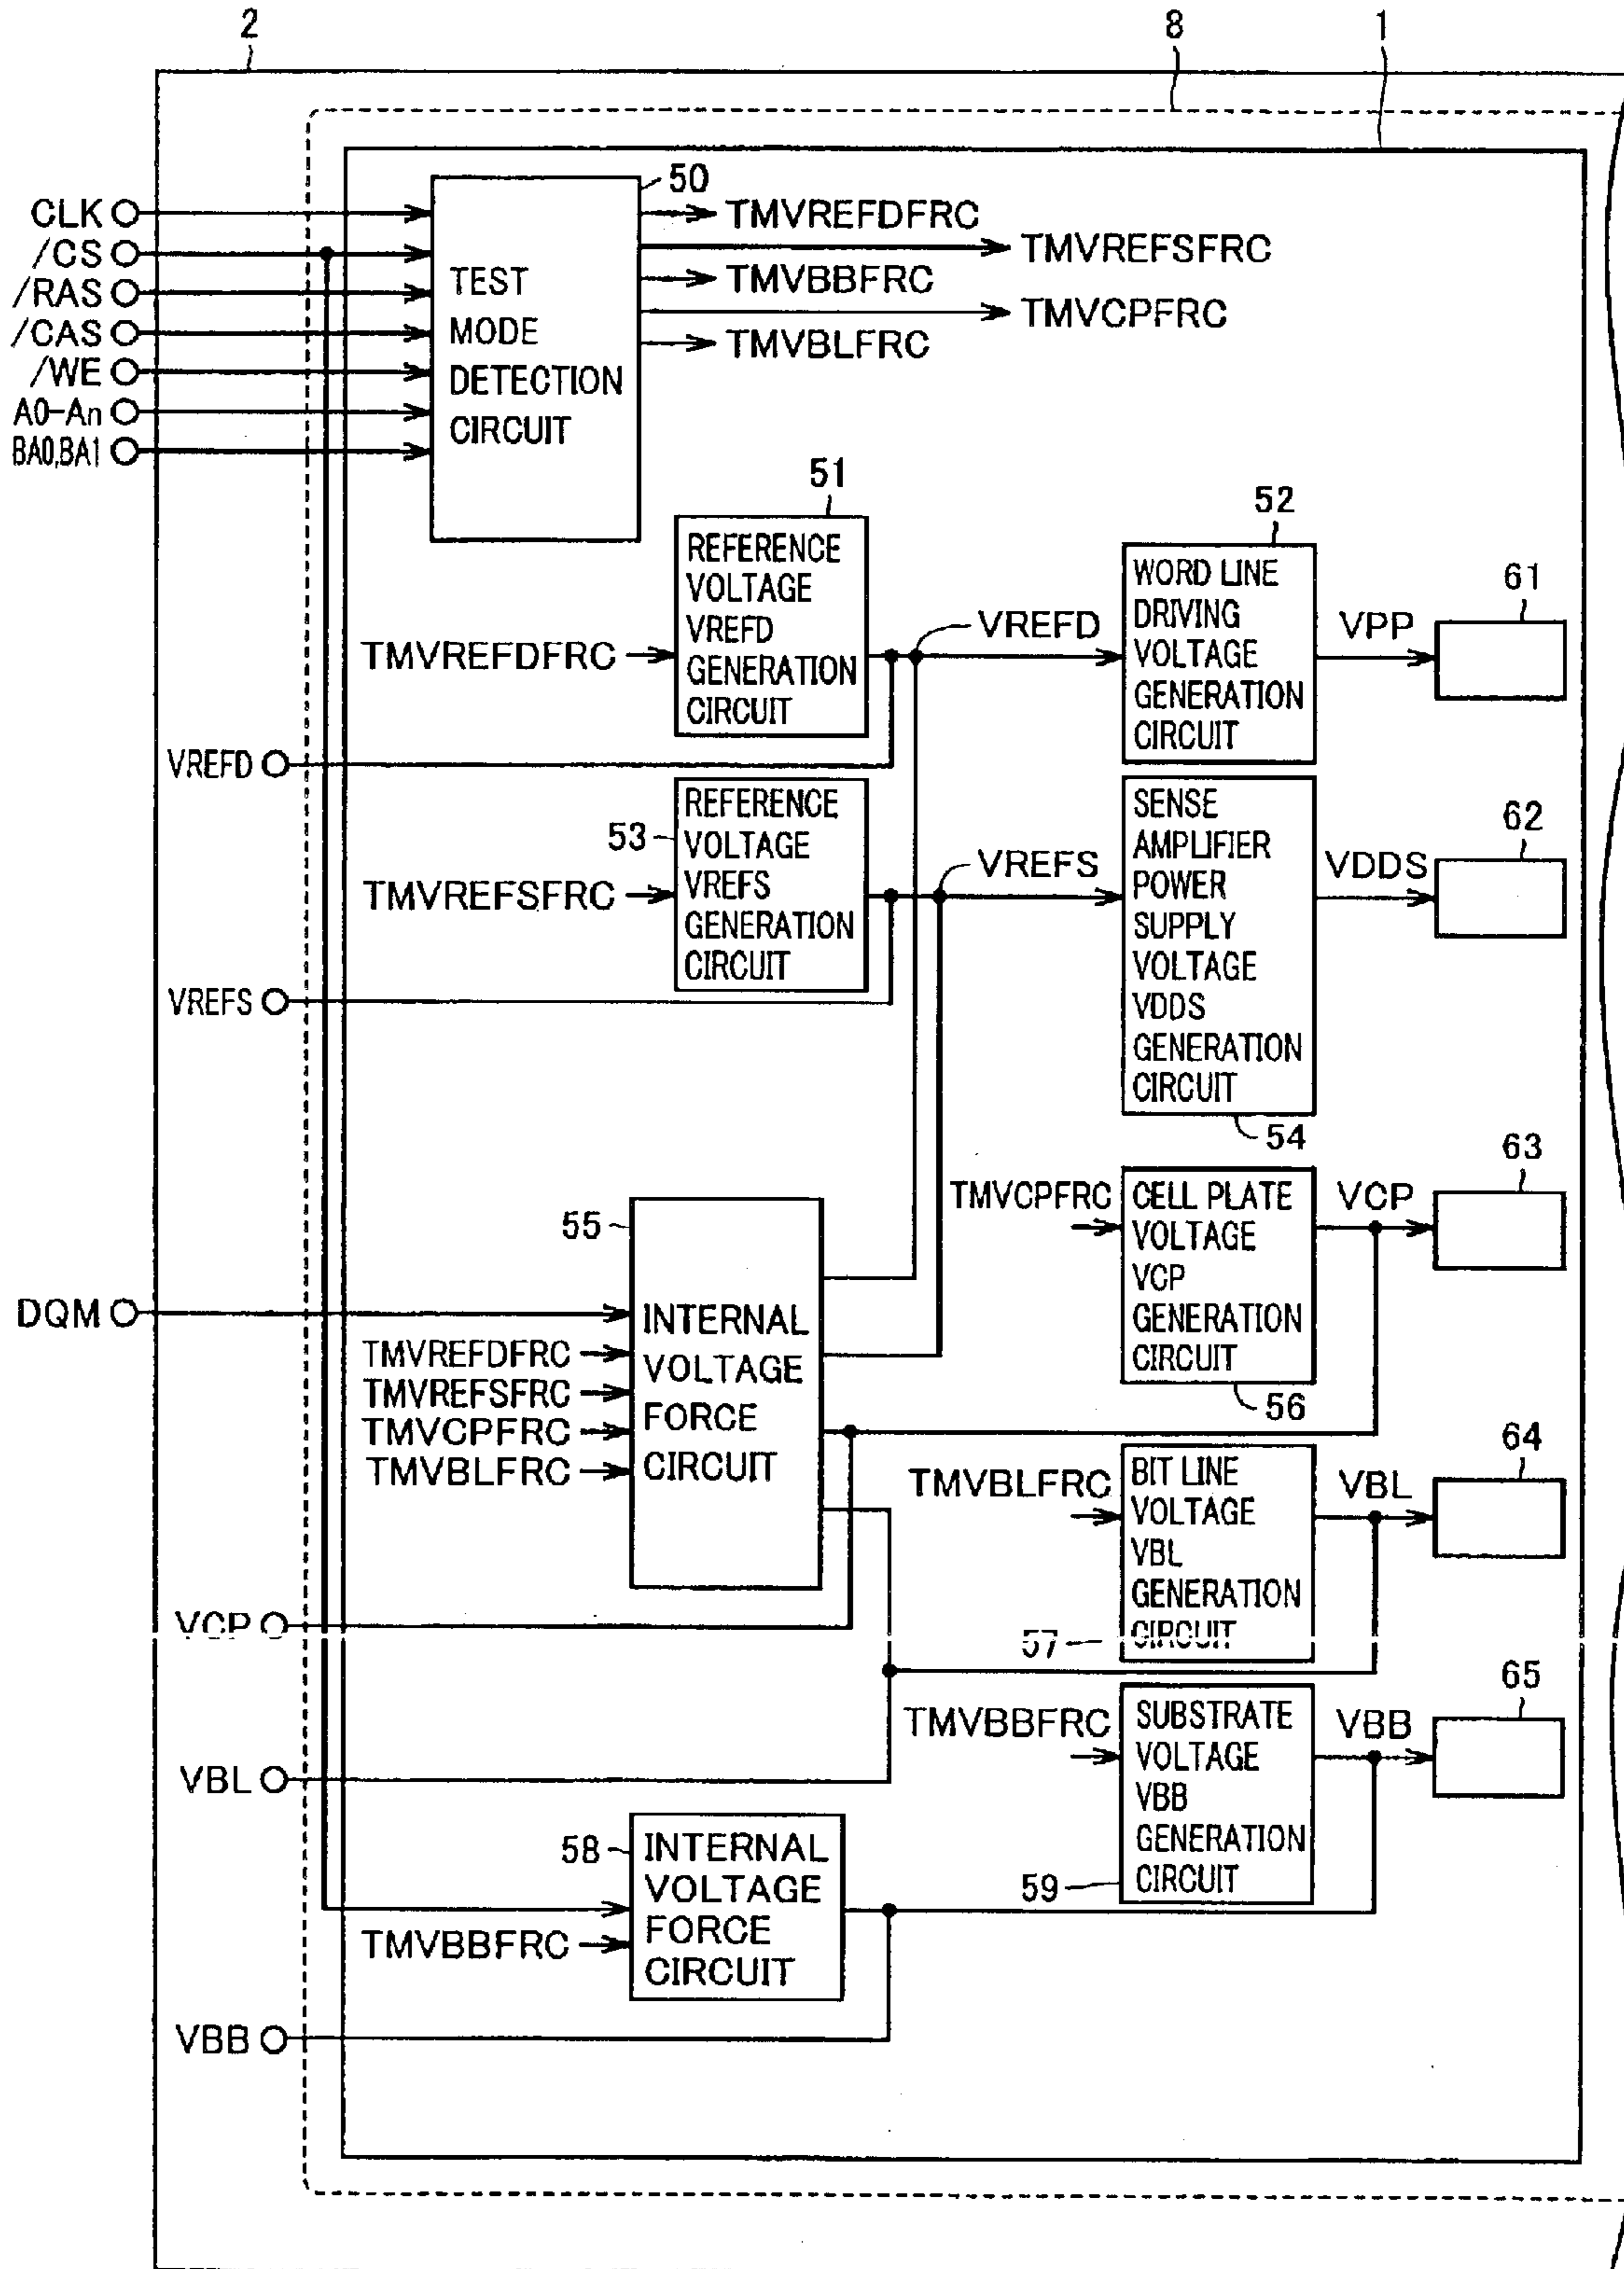 2
8
1
50
CLK
/CS
/RAS
/CAS
/WE
A0-An
BA0,BA1
TEST
MODE
DETECTION
CIRCUIT
TMVREFDFRC
TMVREFSFRC
TMVBBFRC
TMVCPFRC
TMVBLFRC
51
REFERENCE
VOLTAGE
VREFD
GENERATION
CIRCUIT
TMVREFDFRC
VREFD
VREFD
52
WORD LINE
DRIVING
VOLTAGE
GENERATION
CIRCUIT
VPP
61
53
REFERENCE
VOLTAGE
VREFS
GENERATION
CIRCUIT
TMVREFSFRC
VREFS
VREFS
SENSE
AMPLIFIER
POWER
SUPPLY
VOLTAGE
VDDS
GENERATION
CIRCUIT
54
VDDS
62
55
INTERNAL
VOLTAGE
FORCE
CIRCUIT
DQM
TMVREFDFRC
TMVREFSFRC
TMVCPFRC
TMVBLFRC
TMVCPFRC
CELL PLATE
VOLTAGE
VCP
GENERATION
CIRCUIT
56
VCP
63
VCP
TMVBLFRC
BIT LINE
VOLTAGE
VBL
GENERATION
CIRCUIT
57
VBL
64
VBL
TMVBBFRC
SUBSTRATE
VOLTAGE
VBB
GENERATION
CIRCUIT
59
VBB
65
58
INTERNAL
VOLTAGE
FORCE
CIRCUIT
TMVBBFRC
VBB